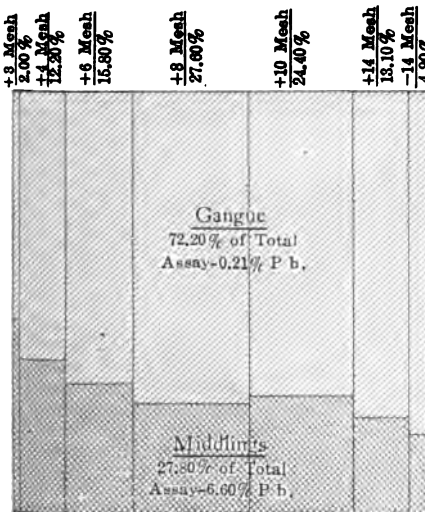 +3 Mesh
2.00%
+4 Mesh
12.20%
+6 Mesh
15.80%
+8 Mesh
27.60%
+10 Mesh
24.40%
+14 Mesh
13.10%
-14 Mesh
4.90%
Gangue
72.20% of Total
Assay-0.21% P b.
Middlings
27.80% of Total
Assay-6.60% P b.